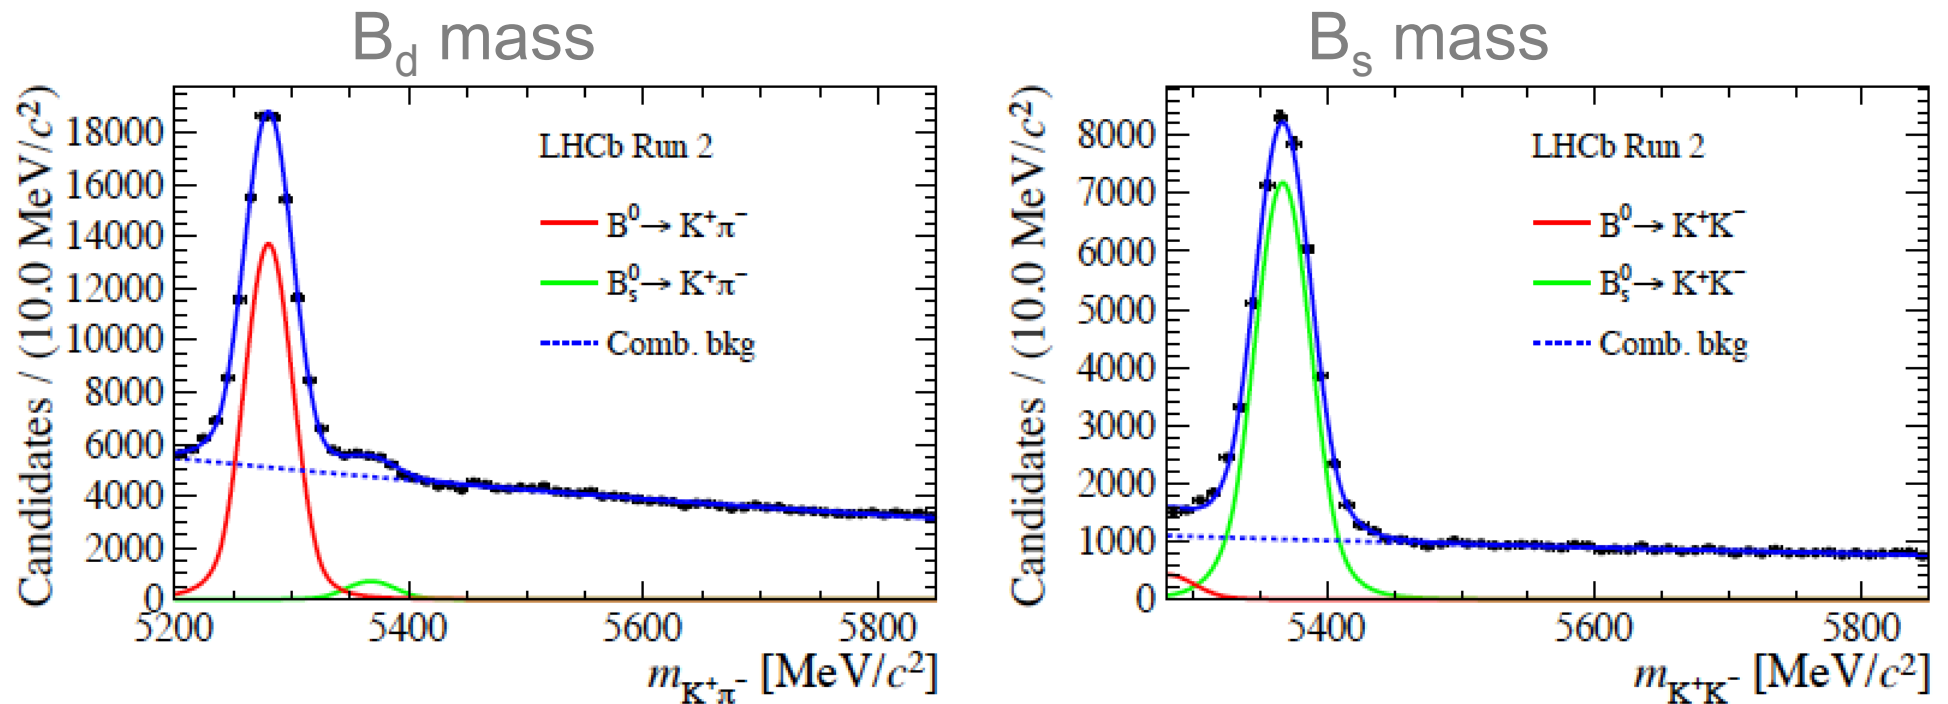 B_d mass
Candidates / (10.0 MeV/c²)
18000
16000
14000
12000
10000
8000
6000
4000
2000
0
5200 5400 5600 5800
LHCb Run 2
B⁰→ K⁺π⁻
B⁰ₛ→ K⁺π⁻
Comb. bkg
m_K⁺π⁻ [MeV/c²]
B_s mass
Candidates / (10.0 MeV/c²)
8000
7000
6000
5000
4000
3000
2000
1000
0
5400 5600 5800
LHCb Run 2
B⁰→ K⁺K⁻
B⁰ₛ→ K⁺K⁻
Comb. bkg
m_K⁺K⁻ [MeV/c²]